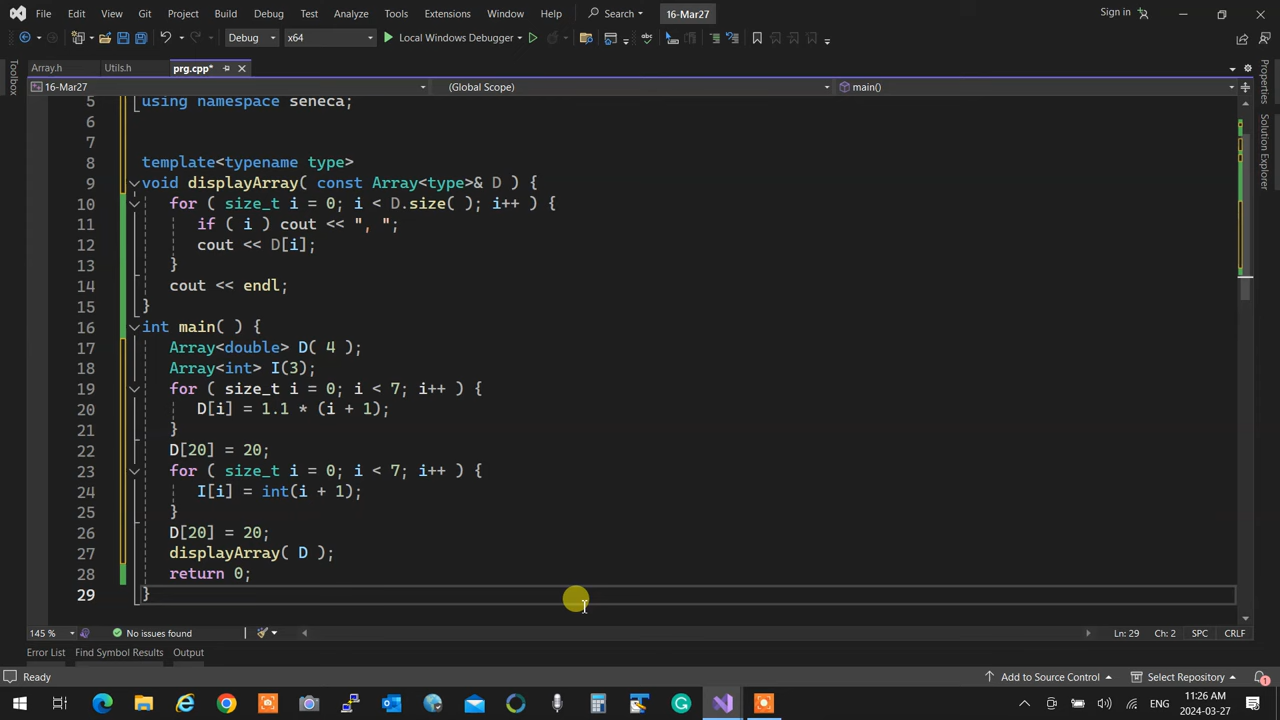 File Edit View Git Project Build Debug Test Analyze Tools Extensions Window Help Search 16-Mar27 Sign in
Debug x64 Local Windows Debugger
Array.h Utils.h prg.cpp*
16-Mar27 (Global Scope) main()
Toolbox
Properties
Solution Explorer
5 using namespace seneca;
6
7
8 template<typename type>
9 void displayArray( const Array<type>& D ) {
10 for ( size_t i = 0; i < D.size( ); i++ ) {
11 if ( i ) cout << ", ";
12 cout << D[i];
13 }
14 cout << endl;
15 }
16 int main( ) {
17 Array<double> D( 4 );
18 Array<int> I(3);
19 for ( size_t i = 0; i < 7; i++ ) {
20 D[i] = 1.1 * (i + 1);
21 }
22 D[20] = 20;
23 for ( size_t i = 0; i < 7; i++ ) {
24 I[i] = int(i + 1);
25 }
26 D[20] = 20;
27 displayArray( D );
28 return 0;
29 }
145 % No issues found Ln: 29 Ch: 2 SPC CRLF
Error List Find Symbol Results Output
Ready Add to Source Control Select Repository 1
ENG 11:26 AM
2024-03-27